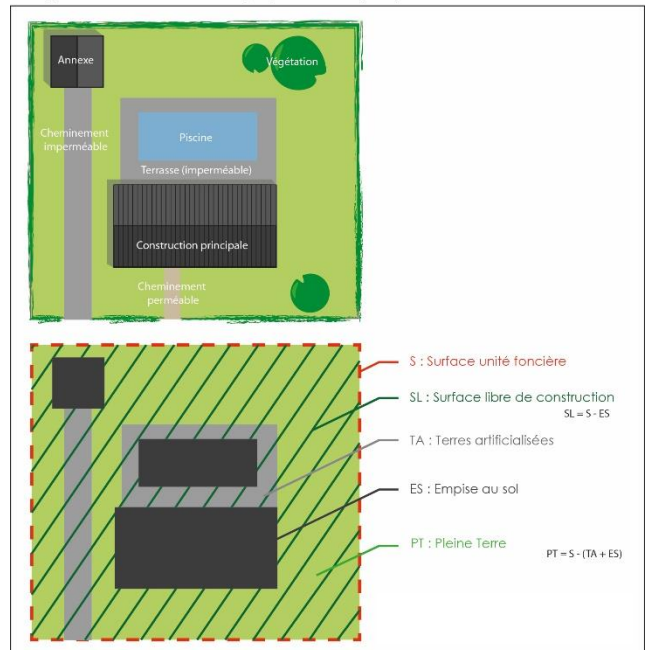 Annexe
Végétation
Cheminement
imperméable
Piscine
Terrasse (imperméable)
Construction principale
Cheminement
perméable
S : Surface unité foncière
SL : Surface libre de construction
SL = S - ES
TA : Terres artificialisées
ES : Empise au sol
PT : Pleine Terre
PT = S - (TA + ES)